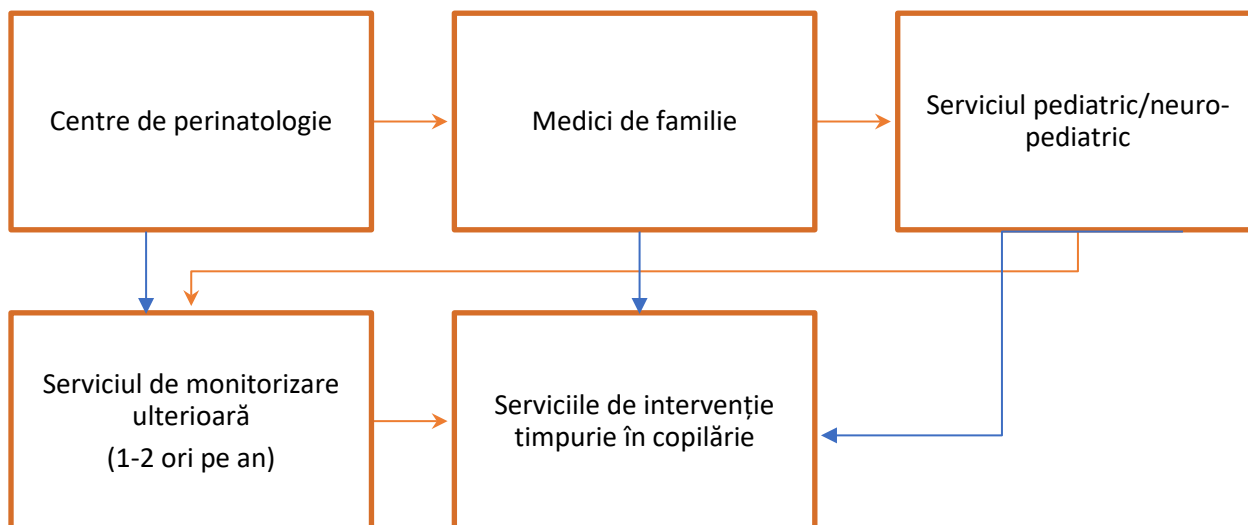 Centre de perinatologie
Medici de familie
Serviciul pediatric/neuro-
pediatric
Serviciul de monitorizare
ulterioară
(1-2 ori pe an)
Serviciile de intervenție
timpurie în copilărie